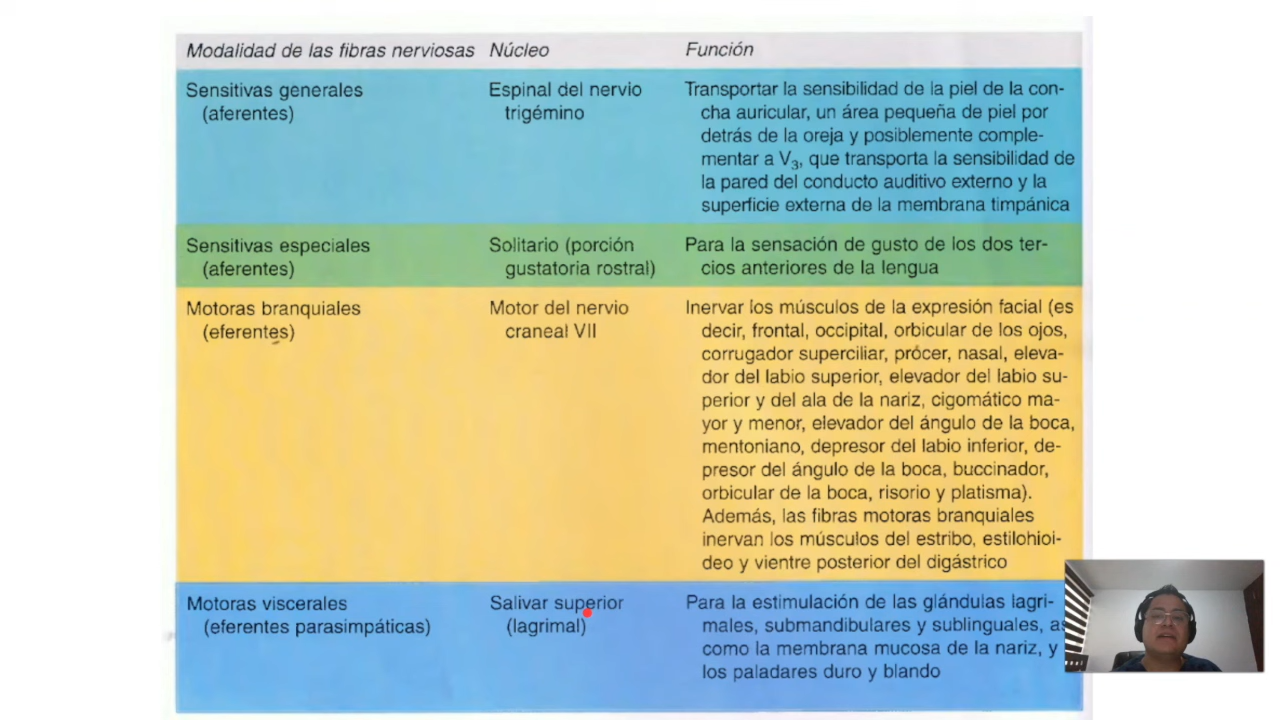 Modalidad de las fibras nerviosas Núcleo Función
Sensitivas generales Espinal del nervio Transportar la sensibilidad de la piel de la con-
(aferentes) trigémino cha auricular, un área pequeña de piel por
detrás de la oreja y posiblemente comple-
mentar a V3, que transporta la sensibilidad de
la pared del conducto auditivo externo y la
superficie externa de la membrana timpánica
Sensitivas especiales Solitario (porción Para la sensación de gusto de los dos ter-
(aferentes) gustatoria rostral) cios anteriores de la lengua
Motoras branquiales Motor del nervio Inervar los músculos de la expresión facial (es
(eferentes) craneal VII decir, frontal, occipital, orbicular de los ojos,
corrugador superciliar, prócer, nasal, eleva-
dor del labio superior, elevador del labio su-
perior y del ala de la nariz, cigomático ma-
yor y menor, elevador del ángulo de la boca,
mentoniano, depresor del labio inferior, de-
presor del ángulo de la boca, buccinador,
orbicular de la boca, risorio y platisma).
Además, las fibras motoras branquiales
inervan los músculos del estribo, estilohioi-
deo y vientre posterior del digástrico
Motoras viscerales Salivar superior Para la estimulación de las glándulas lagri-
(eferentes parasimpáticas) (lagrimal) males, submandibulares y sublinguales,
como la membrana mucosa de la nariz, y
los paladares duro y blando